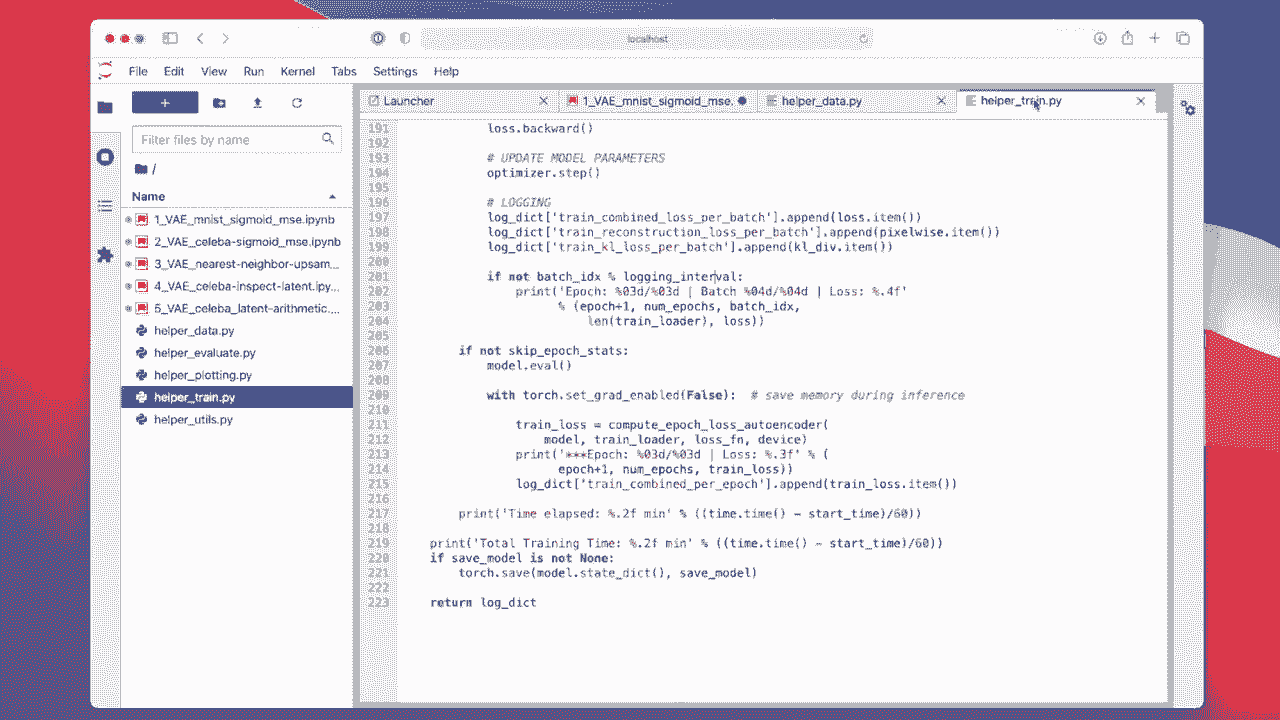 localhost
File Edit View Run Kernel Tabs Settings Help
Launcher
1_VAE_mnist_sigmoid_mse.
helper_data.py
helper_train.py
Filter files by name
/
Name
1_VAE_mnist_sigmoid_mse.ipynb
2_VAE_celeba-sigmoid_mse.ipynb
3_VAE_nearest-neighbor-upsam...
4_VAE_celeba-inspect-latent.ipy...
5_VAE_celeba_latent-arithmetic....
helper_data.py
helper_evaluate.py
helper_plotting.py
helper_train.py
helper_utils.py
191 loss.backward()
192
193 # UPDATE MODEL PARAMETERS
194 optimizer.step()
195
196 # LOGGING
197 log_dict['train_combined_loss_per_batch'].append(loss.item())
198 log_dict['train_reconstruction_loss_per_batch'].append(pixelwise.item())
199 log_dict['train_kl_loss_per_batch'].append(kl_div.item())
200
201 if not batch_idx % logging_interval:
202 print('Epoch: %03d/%03d | Batch %04d/%04d | Loss: %.4f'
203 % (epoch+1, num_epochs, batch_idx,
204 len(train_loader), loss))
205
206 if not skip_epoch_stats:
207 model.eval()
208
209 with torch.set_grad_enabled(False): # save memory during inference
210
211 train_loss = compute_epoch_loss_autoencoder(
212 model, train_loader, loss_fn, device)
213 print('***Epoch: %03d/%03d | Loss: %.3f' % (
214 epoch+1, num_epochs, train_loss))
215 log_dict['train_combined_per_epoch'].append(train_loss.item())
216
217 print('Time elapsed: %.2f min' % ((time.time() - start_time)/60))
218
219 print('Total Training Time: %.2f min' % ((time.time() - start_time)/60))
220 if save_model is not None:
221 torch.save(model.state_dict(), save_model)
222
223 return log_dict